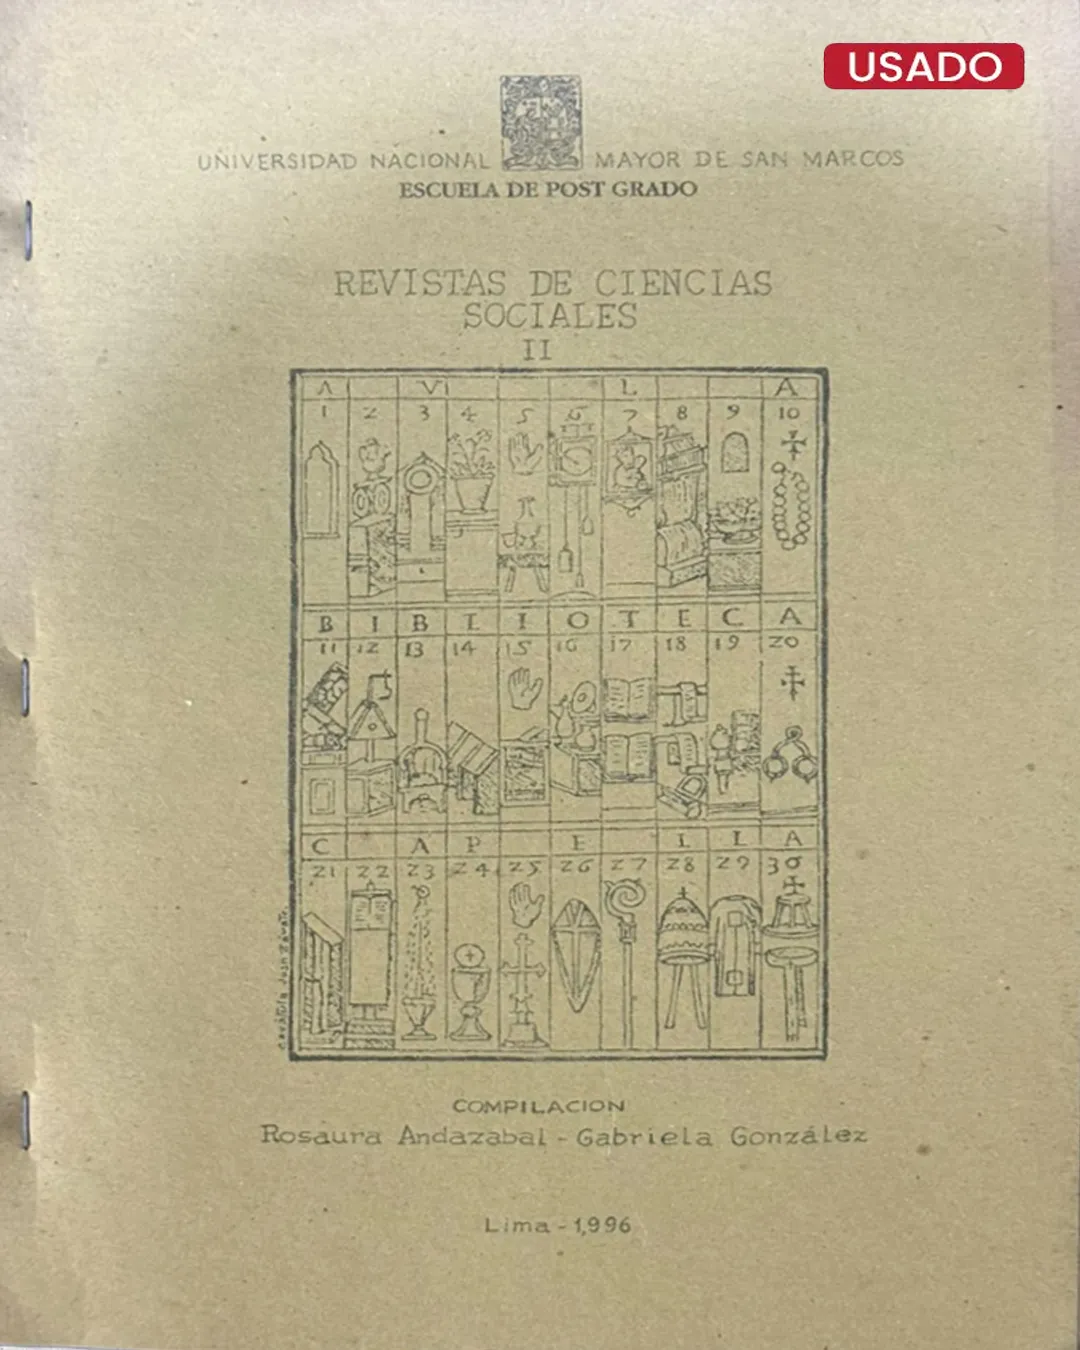 USADO
UNIVERSIDAD NACIONAL MAYOR DE SAN MARCOS
ESCUELA DE POST GRADO
REVISTAS DE CIENCIAS
SOCIALES
II
A V L A
1 2 3 4 5 6 7 8 9 10
B I B L I O T E C A
11 12 13 14 15 16 17 18 19 20
C A P E L L A
21 22 23 24 25 26 27 28 29 30
COMPILACION
Rosaura Andazabal - Gabriela González
Lima - 1,996